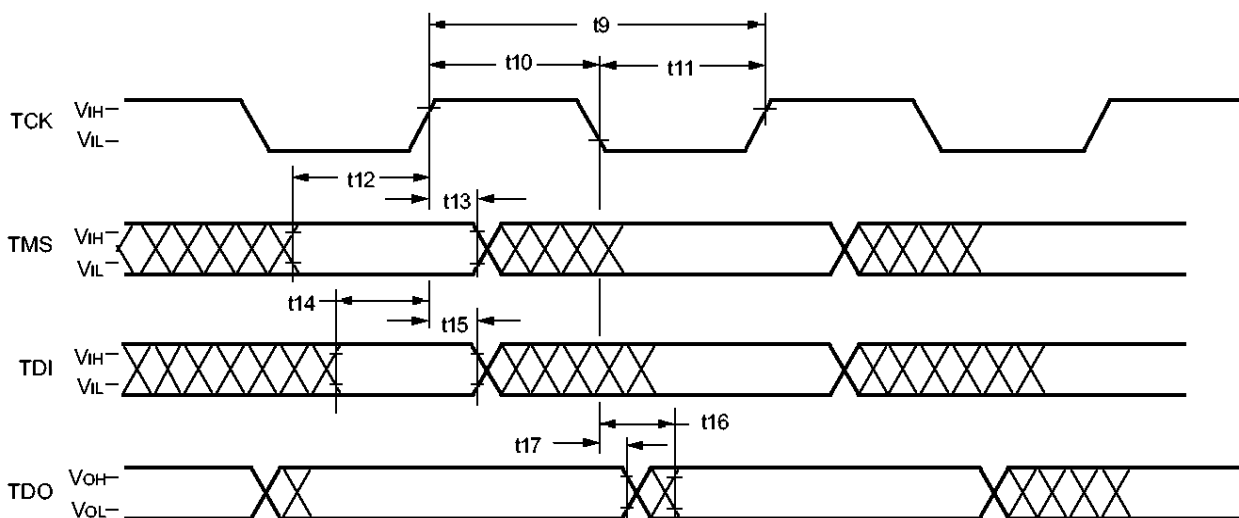 t9
t10
t11
TCK
VIH
VIL
t12
t13
TMS
VIH
VIL
t14
t15
TDI
VIH
VIL
t16
t17
TDO
VOH
VOL